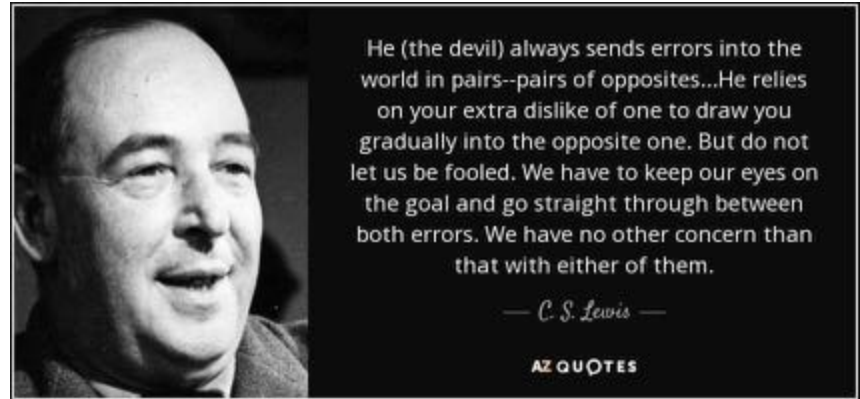 He (the devil) always sends errors into the
world in pairs--pairs of opposites...He relies
on your extra dislike of one to draw you
gradually into the opposite one. But do not
let us be fooled. We have to keep our eyes on
the goal and go straight through between
both errors. We have no other concern than
that with either of them.
— C. S. Lewis —
AZ QUOTES